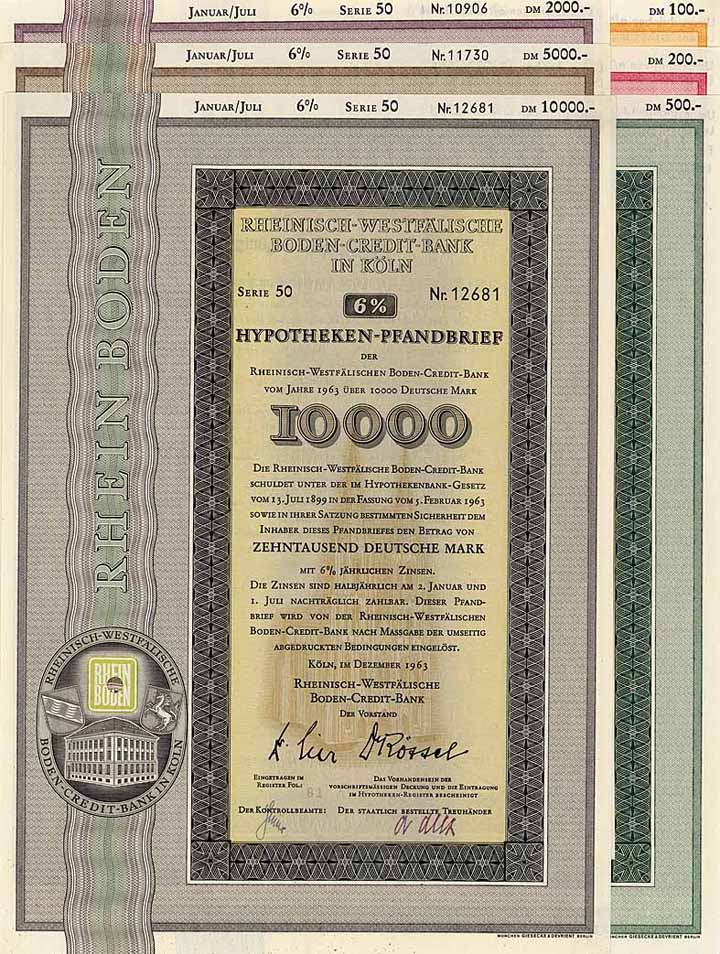 JANUAR/JULI 6% SERIE 50 Nr. 10906 DM 2000.- DM 100.-
JANUAR/JULI 6% SERIE 50 Nr. 11730 DM 5000.- DM 200.-
JANUAR/JULI 6% SERIE 50 Nr. 12681 DM 10000.- DM 500.-
RHEIN BODEN
RHEINISCH-WESTFÄLISCHE
BODEN-CREDIT-BANK
IN KÖLN
SERIE 50 Nr. 12681
6%
HYPOTHEKEN-PFANDBRIEF
DER
RHEINISCH-WESTFÄLISCHEN BODEN-CREDIT-BANK
VOM JAHRE 1963 ÜBER 10000 DEUTSCHE MARK
10000
DIE RHEINISCH-WESTFÄLISCHE BODEN-CREDIT-BANK
SCHULDET UNTER DER IM HYPOTHEKENBANK-GESETZ
VOM 13. JULI 1899 IN DER FASSUNG VOM 5. FEBRUAR 1963
SOWIE IN IHRER SATZUNG BESTIMMTEN SICHERHEIT DEM
INHABER DIESES PFANDBRIEFES DEN BETRAG VON
ZEHNTAUSEND DEUTSCHE MARK
MIT 6% JÄHRLICHEN ZINSEN.
DIE ZINSEN SIND HALBJÄHRLICH AM 2. JANUAR UND
1. JULI NACHTRÄGLICH ZAHLBAR. DIESER PFAND-
BRIEF WIRD VON DER RHEINISCH-WESTFÄLISCHEN
BODEN-CREDIT-BANK NACH MASSGABE DER UMSEITIG
ABGEDRUCKTEN BEDINGUNGEN EINGELÖST.
KÖLN, IM DEZEMBER 1963
RHEINISCH-WESTFÄLISCHE
BODEN-CREDIT-BANK
DER VORSTAND
EINGETRAGEN IM
REGISTER FOL.:
DAS VORHANDENSEIN DER
VORSCHRIFTSMÄSSIGEN DECKUNG UND DIE EINTRAGUNG
IM HYPOTHEKEN-REGISTER BESCHEINIGT
DER KONTROLLBEAMTE: DER STAATLICH BESTELLTE TREUHÄNDER
RHEINISCH-WESTFÄLISCHE
RHEIN
BODEN
BODEN-CREDIT-BANK IN KÖLN
MÜNCHEN GIESECKE & DEVRIENT BERLIN
MÜNCHEN GIESECKE & DEVRIENT BERLIN